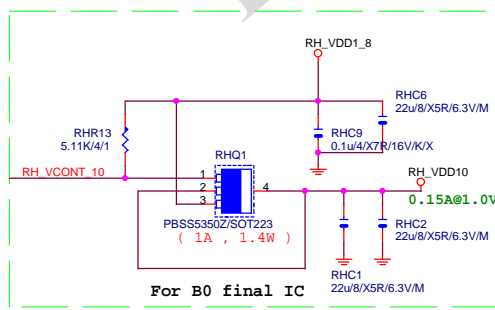 RH_VDD1_8
RHC6
22u/8/X5R/6.3V/M
RHR13
5.11K/4/1
RHC9
0.1u/4/X7R/16V/K/X
RHQ1
RH_VCONT_10
1
2
3
4
RH_VDD10
0.15A@1.0V
PBSS5350Z/SOT223
( 1A , 1.4W )
RHC2
22u/8/X5R/6.3V/M
RHC1
22u/8/X5R/6.3V/M
For B0 final IC